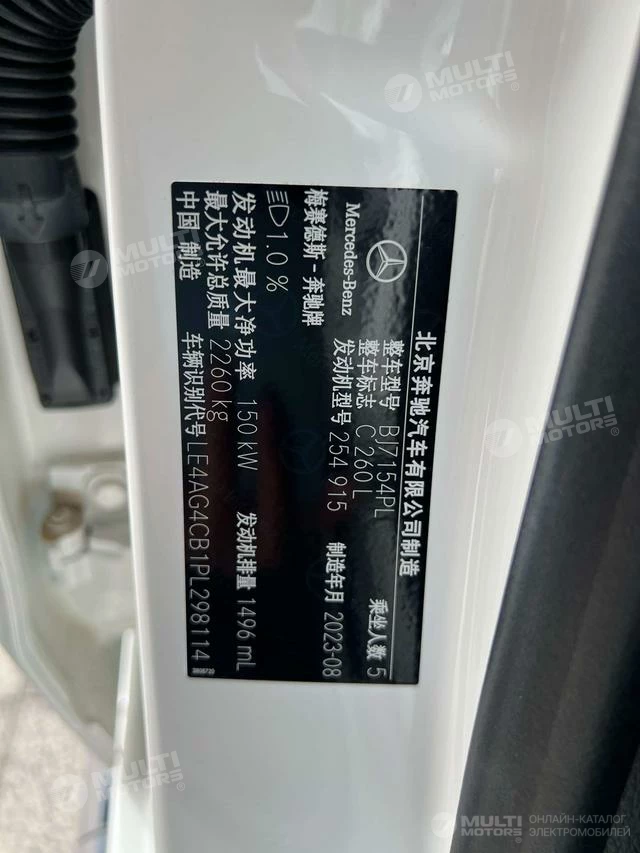 北京奔驰汽车有限公司制造
Mercedes-Benz
梅赛德斯-奔驰牌
整车型号 BJ7154PL
整车标志 C 260 L
乘坐人数 5
发动机型号 254 915
制造年月 2023-08
1.0 %
发动机最大净功率 150 kW
发动机排量 1496 mL
最大允许总质量 2260 kg
中国 制造
车辆识别代号 LE4AG4CB1PL298114
3805720
MULTI
MOTORS®
MULTI
MOTORS®
MULTI
MOTORS®
MULTI
MOTORS®
MULTI
MOTORS®
ОНЛАЙН-КАТАЛОГ
ЭЛЕКТРОМОБИЛЕЙ